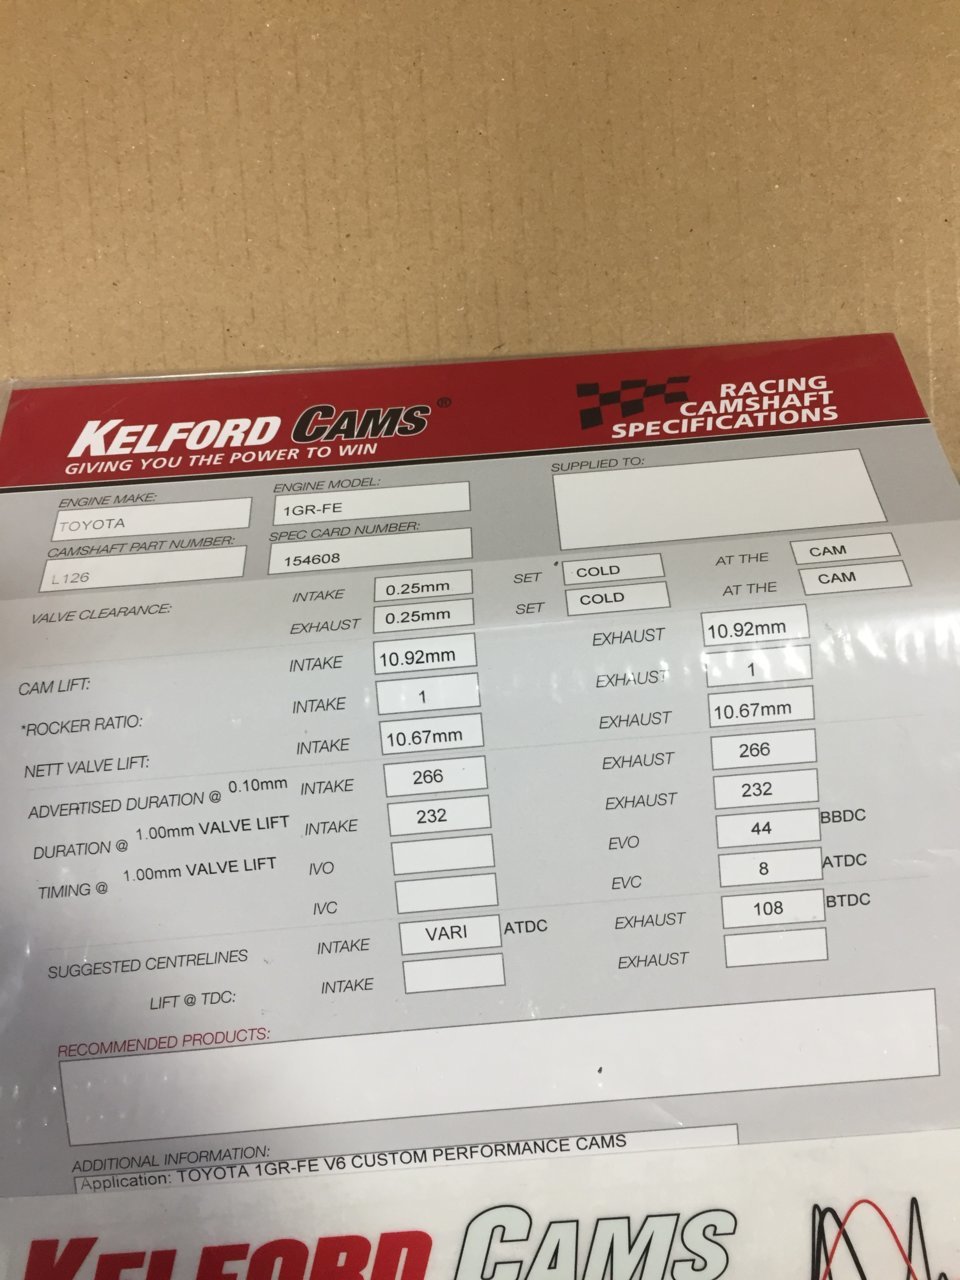 KELFORD CAMS®
GIVING YOU THE POWER TO WIN
RACING
CAMSHAFT
SPECIFICATIONS
ENGINE MAKE:
TOYOTA
ENGINE MODEL:
1GR-FE
SUPPLIED TO:
CAMSHAFT PART NUMBER:
L126
SPEC CARD NUMBER:
154608
VALVE CLEARANCE: INTAKE 0.25mm SET COLD AT THE CAM
EXHAUST 0.25mm SET COLD AT THE CAM
CAM LIFT: INTAKE 10.92mm EXHAUST 10.92mm
*ROCKER RATIO: INTAKE 1 EXHAUST 1
NETT VALVE LIFT: INTAKE 10.67mm EXHAUST 10.67mm
ADVERTISED DURATION @ 0.10mm INTAKE 266 EXHAUST 266
DURATION @ 1.00mm VALVE LIFT INTAKE 232 EXHAUST 232
TIMING @ 1.00mm VALVE LIFT IVO EVO 44 BBDC
IVC EVC 8 ATDC
SUGGESTED CENTRELINES INTAKE VARI ATDC EXHAUST 108 BTDC
LIFT @ TDC: INTAKE EXHAUST
RECOMMENDED PRODUCTS:
ADDITIONAL INFORMATION:
Application: TOYOTA 1GR-FE V6 CUSTOM PERFORMANCE CAMS
KELFORD CAMS